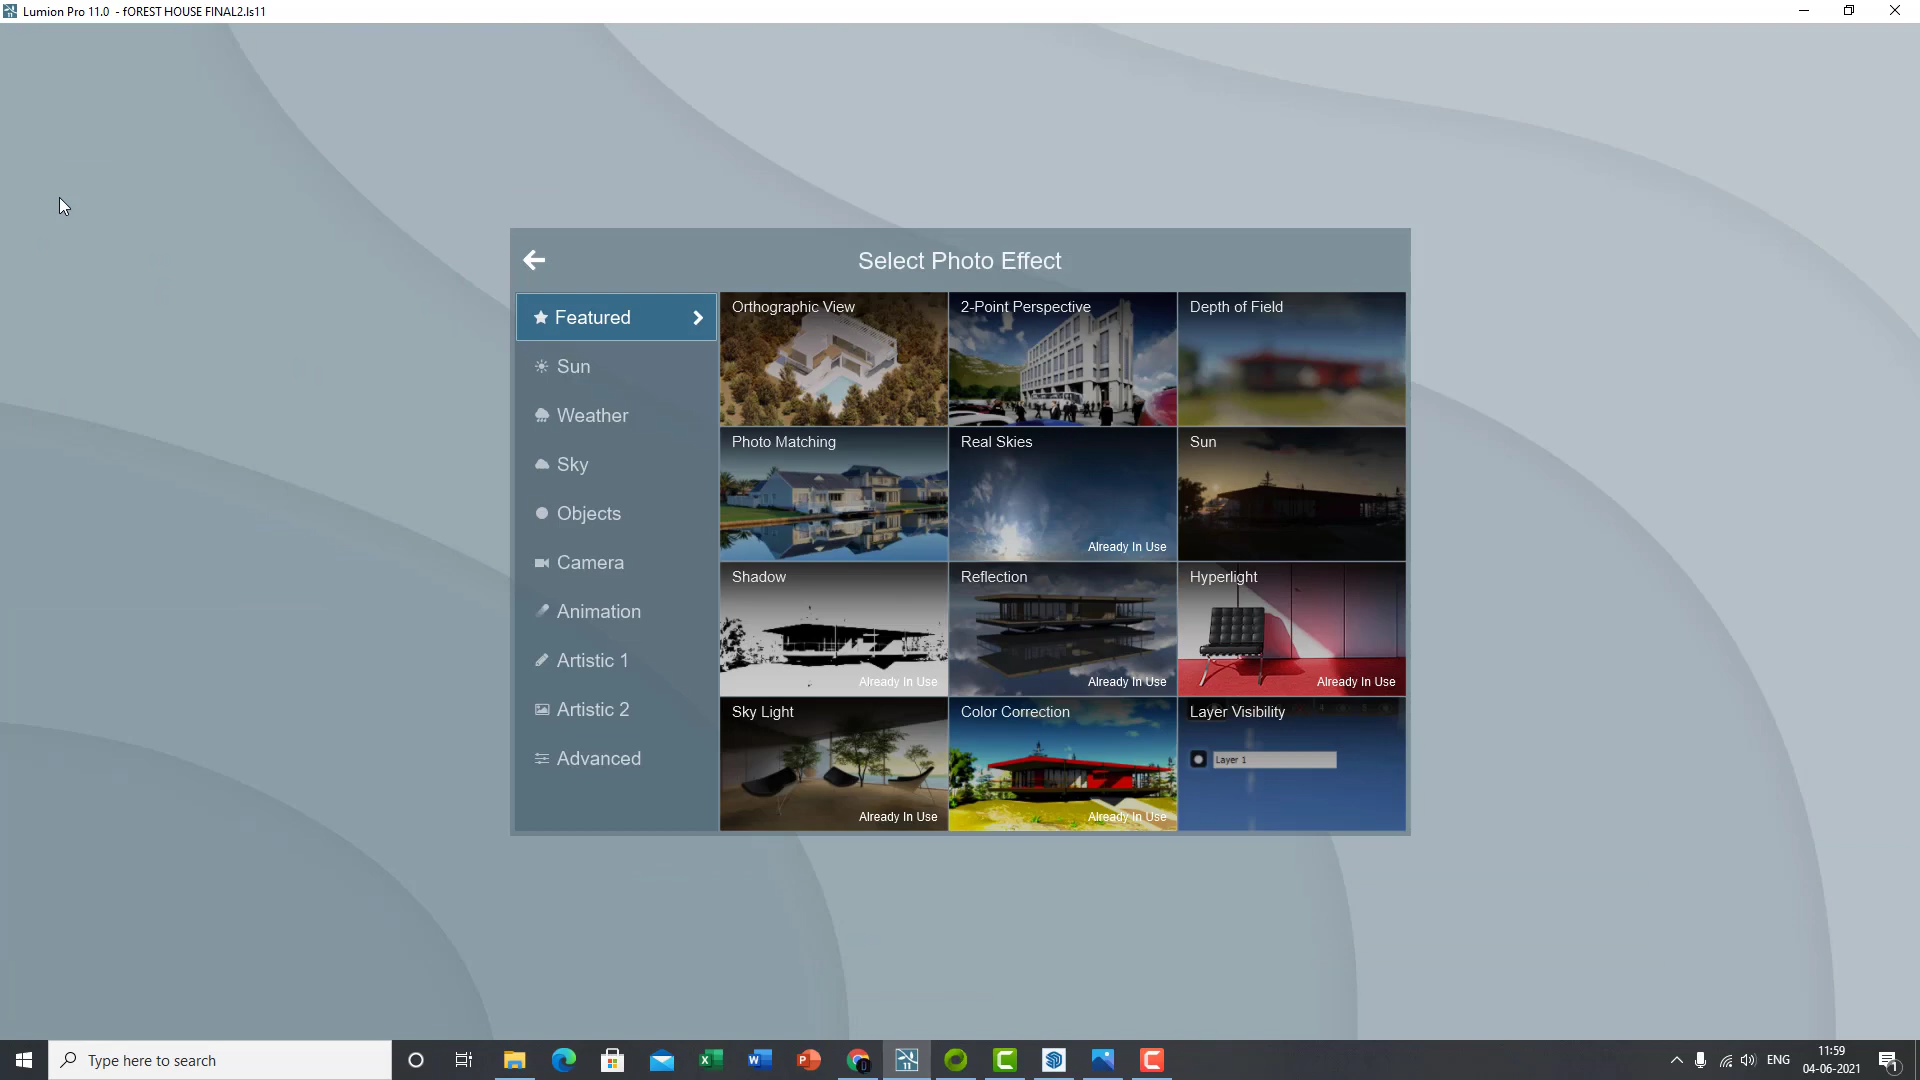 Lumion Pro 11.0 - fOREST HOUSE FINAL2.ls11
Select Photo Effect
Featured
Sun
Weather
Sky
Objects
Camera
Animation
Artistic 1
Artistic 2
Advanced
Orthographic View
2-Point Perspective
Depth of Field
Photo Matching
Real Skies
Already In Use
Sun
Shadow
Already In Use
Reflection
Already In Use
Hyperlight
Already In Use
Sky Light
Already In Use
Color Correction
Already In Use
Layer Visibility
Layer 1
Type here to search
ENG
11:59
04-06-2021